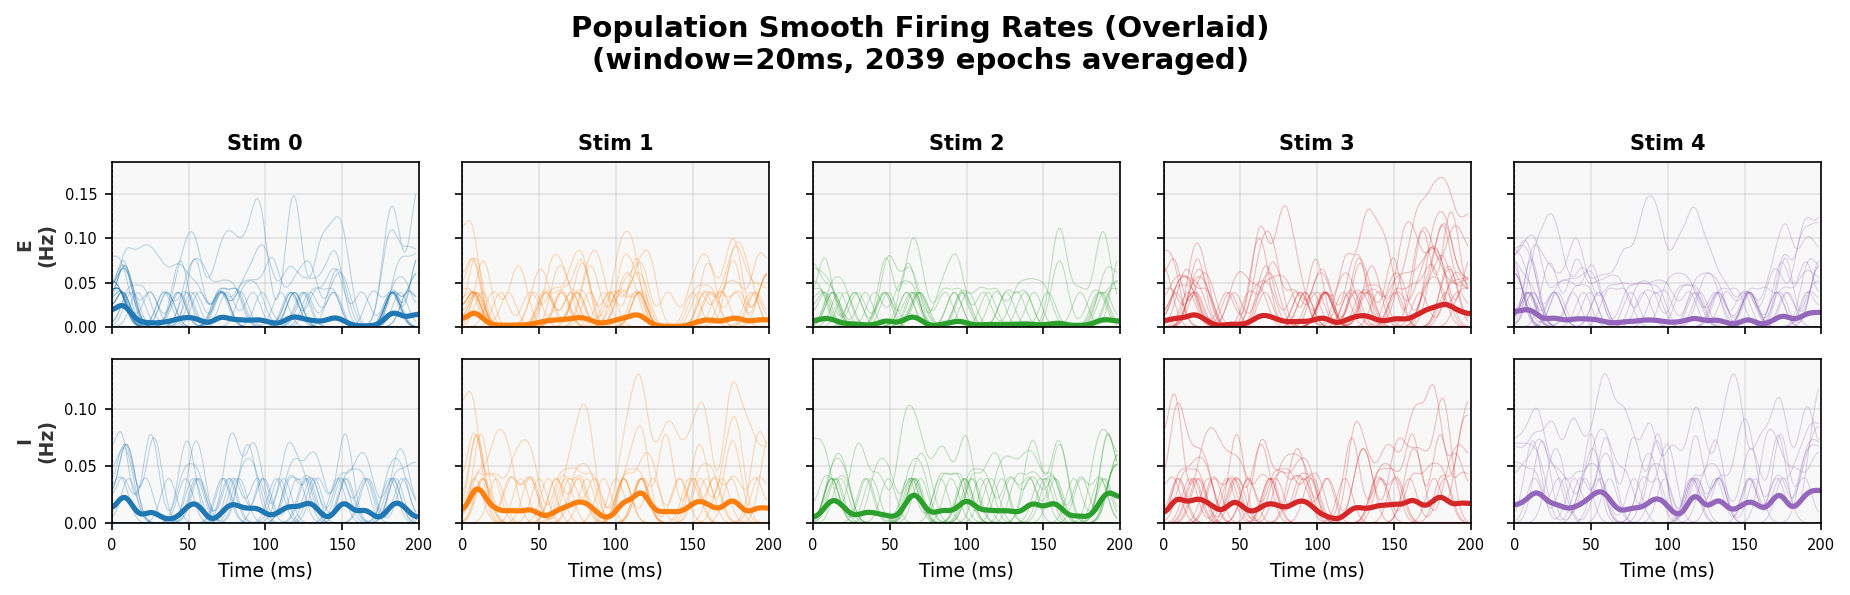 Population Smooth Firing Rates (Overlaid)
(window=20ms, 2039 epochs averaged)
Stim 0
Stim 1
Stim 2
Stim 3
Stim 4
E
(Hz)
0.15
0.10
0.05
0.00
I
(Hz)
0.10
0.05
0.00
0 50 100 150 200
0 50 100 150 200
0 50 100 150 200
0 50 100 150 200
0 50 100 150 200
Time (ms)
Time (ms)
Time (ms)
Time (ms)
Time (ms)